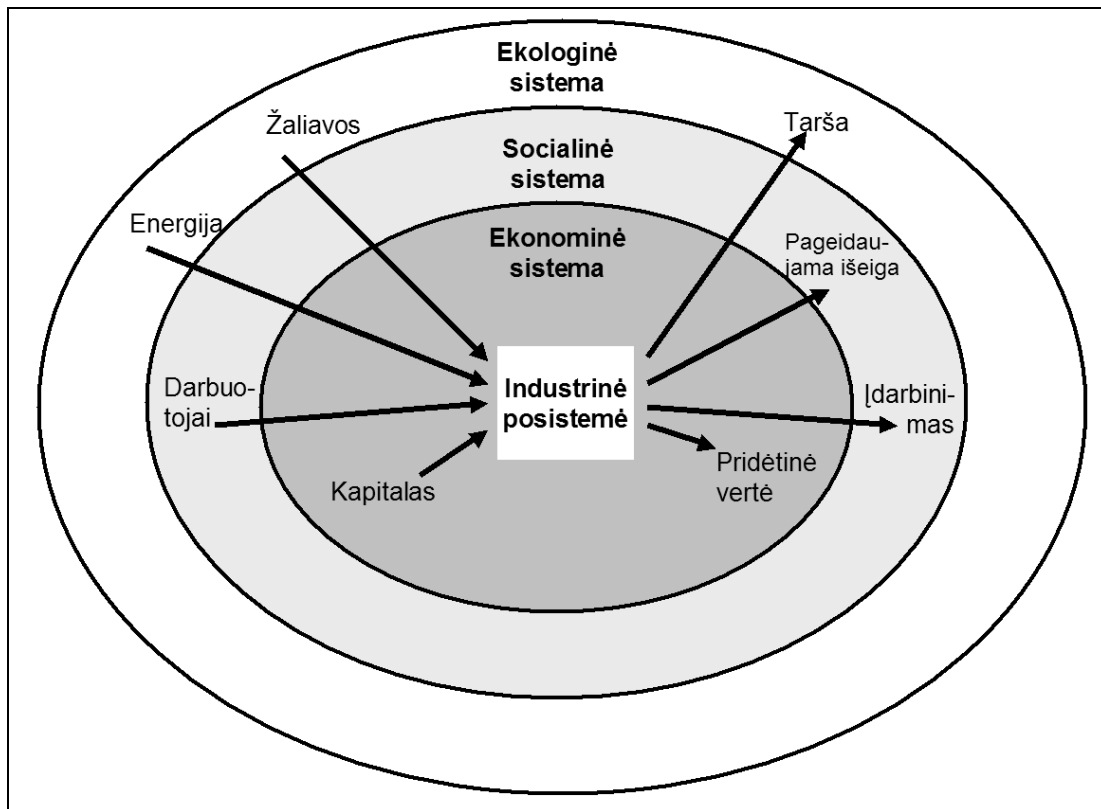 Ekologinė
sistema
Žaliavos
Tarša
Socialinė
sistema
Energija
Ekonominė
sistema
Pageidau-
jama išeiga
Darbuo-
tojai
Industrinė
posistemė
Įdarbini-
mas
Kapitalas
Pridėtinė
vertė